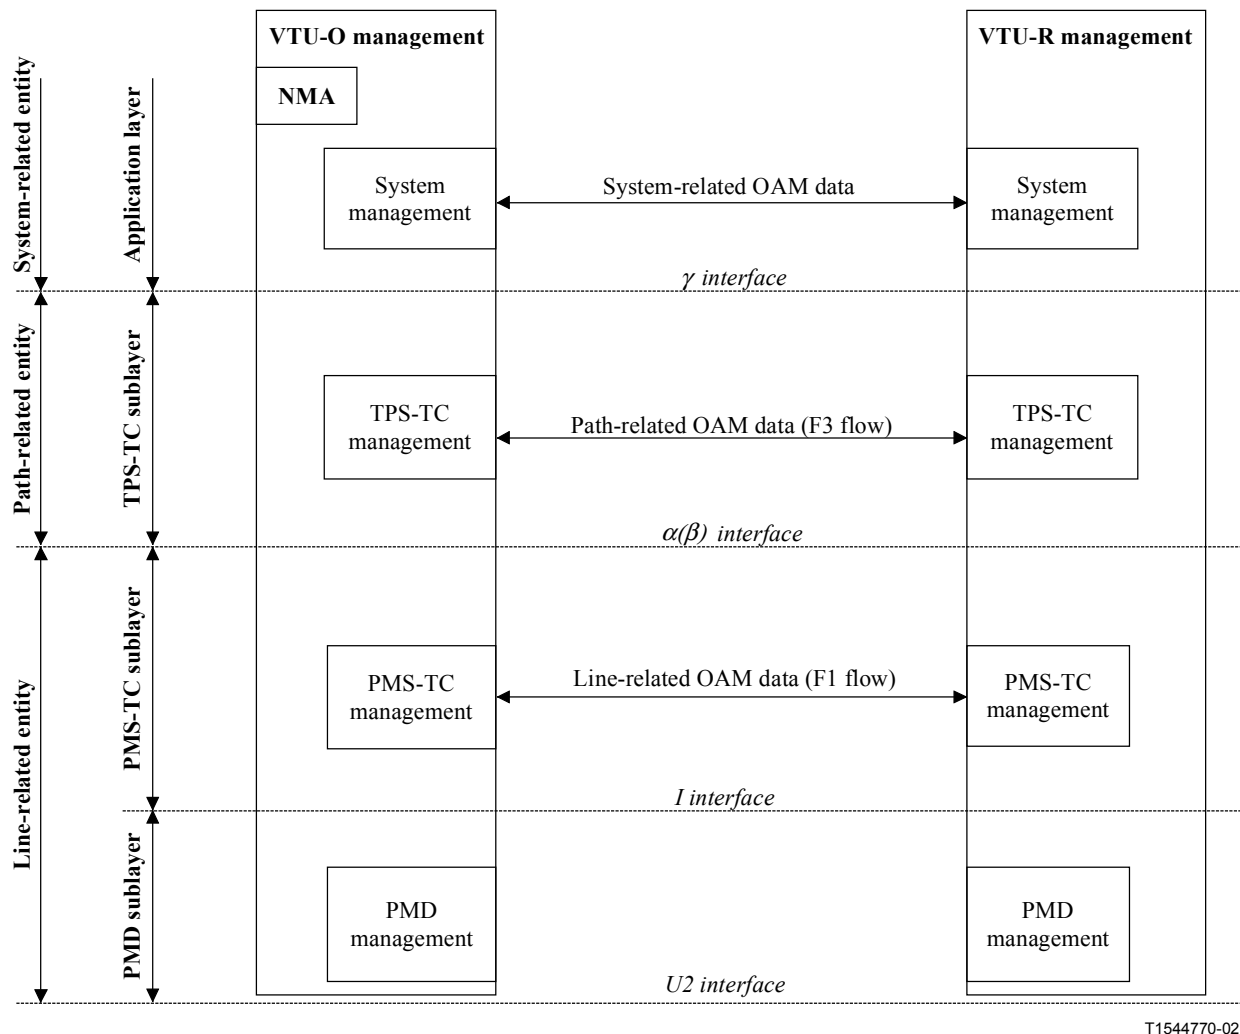 VTU-O management
VTU-R management
NMA
System-related entity
Application layer
System
management
System-related OAM data
System
management
γ interface
Path-related entity
TPS-TC sublayer
TPS-TC
management
Path-related OAM data (F3 flow)
TPS-TC
management
α(β) interface
Line-related entity
PMS-TC sublayer
PMS-TC
management
Line-related OAM data (F1 flow)
PMS-TC
management
I interface
PMD sublayer
PMD
management
PMD
management
U2 interface
T1544770-02